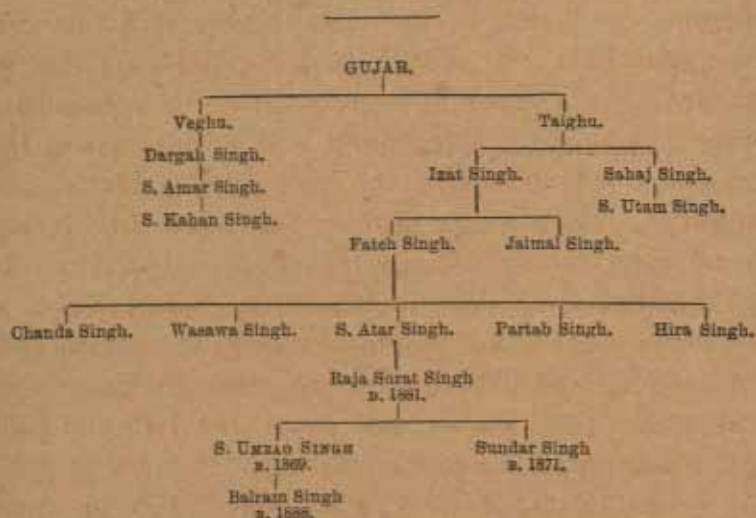 GUJAR.
Veghu. Taighu.
Dargah Singh.
Izat Singh. Sahaj Singh.
S. Amar Singh.
S. Utam Singh.
S. Kahan Singh.
Fateh Singh. Jaimal Singh.
Chanda Singh. Wasawa Singh. S. Atar Singh. Partab Singh. Hira Singh.
Raja Surat Singh
D. 1881.
S. UMRAO SINGH Sundar Singh
B. 1869. B. 1871.
Balram Singh
B. 1888.